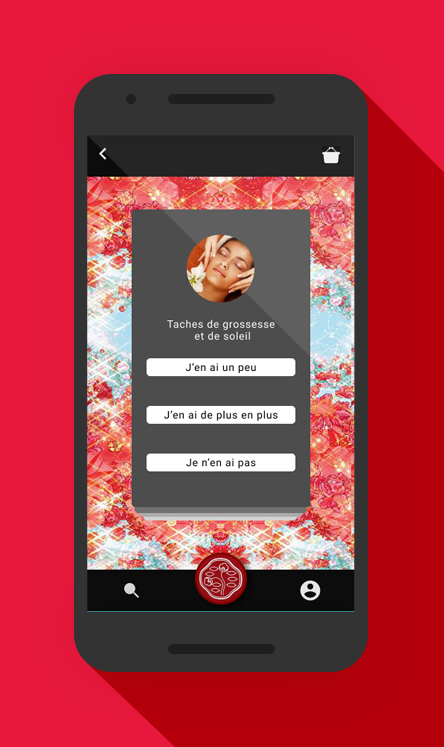 Taches de grossesse
et de soleil
J'en ai un peu
J'en ai de plus en plus
Je n'en ai pas